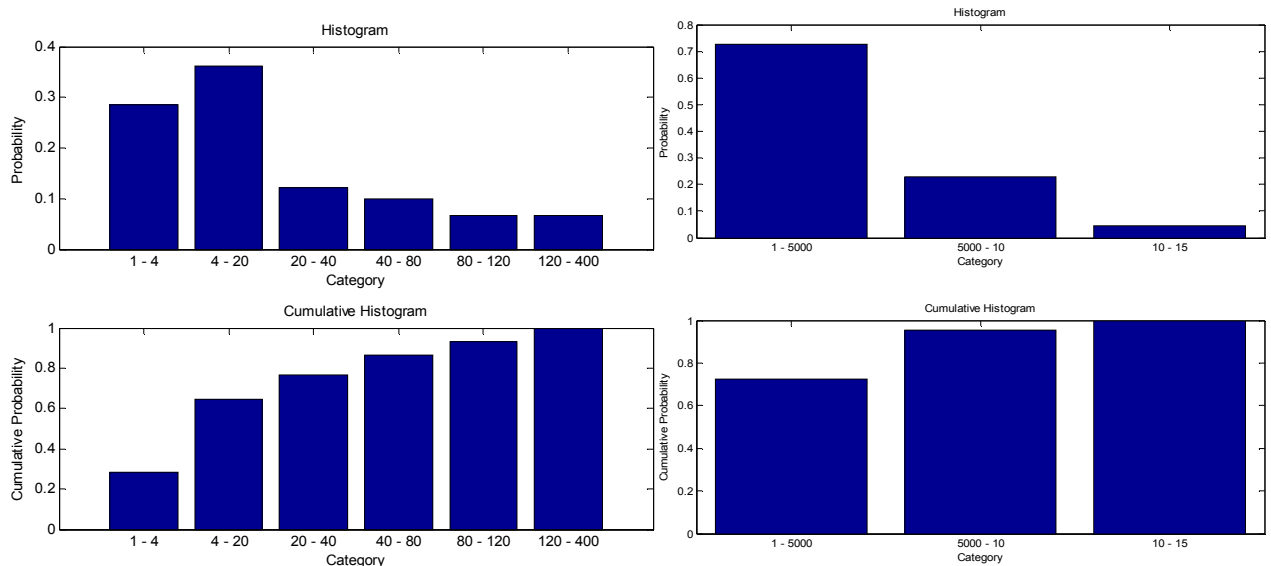 Histogram
0.4
0.3
0.2
0.1
0
Probability
1 - 4 4 - 20 20 - 40 40 - 80 80 - 120 120 - 400
Category
Histogram
0.8
0.7
0.6
0.5
0.4
0.3
0.2
0.1
0
Probability
1 - 5000 5000 - 10 10 - 15
Category
Cumulative Histogram
1
0.8
0.6
0.4
0.2
0
Cumulative Probability
1 - 4 4 - 20 20 - 40 40 - 80 80 - 120 120 - 400
Category
Cumulative Histogram
1
0.8
0.6
0.4
0.2
0
Cumulative Probability
1 - 5000 5000 - 10 10 - 15
Category